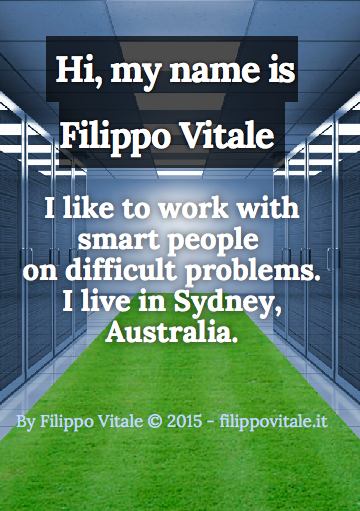 Hi, my name is
Filippo Vitale
I like to work with
smart people
on difficult problems.
I live in Sydney,
Australia.
By Filippo Vitale © 2015 - filippovitale.it